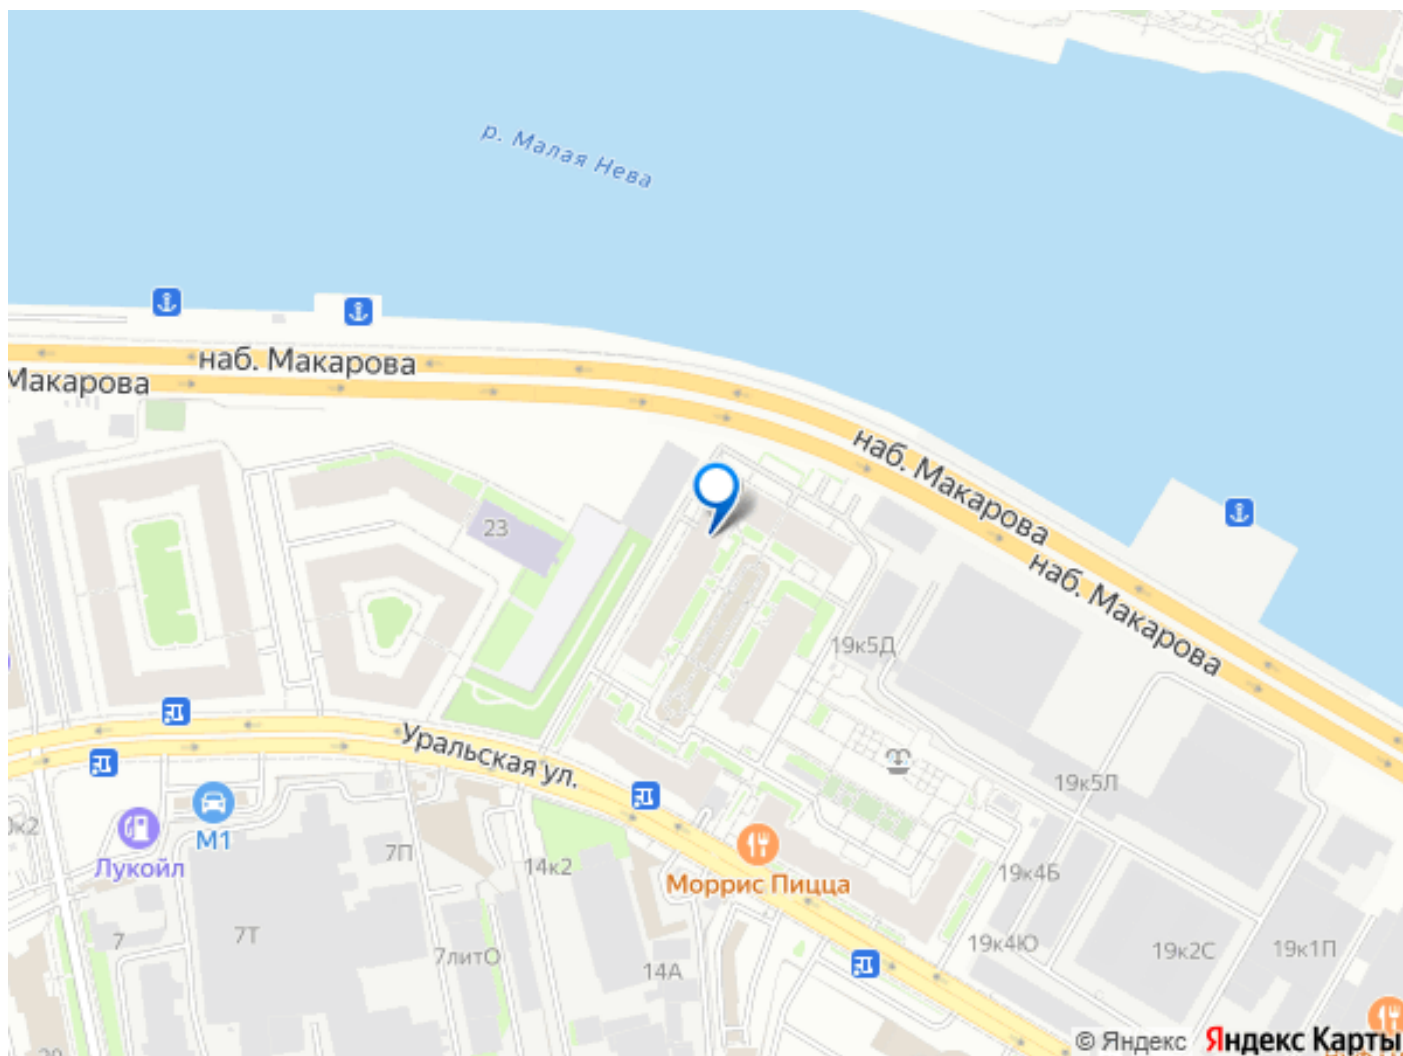 р. Малая Нева
наб. Макарова
Макарова
наб. Макарова
наб. Макарова
23
19к5Д
Уральская ул.
19к5Л
М1
Лукойл
7П
14к2
Моррис Пицца
19к4Б
7
7Т
7литО
14А
19к4Ю
19к2С
19к1П
© Яндекс Яндекс Карты